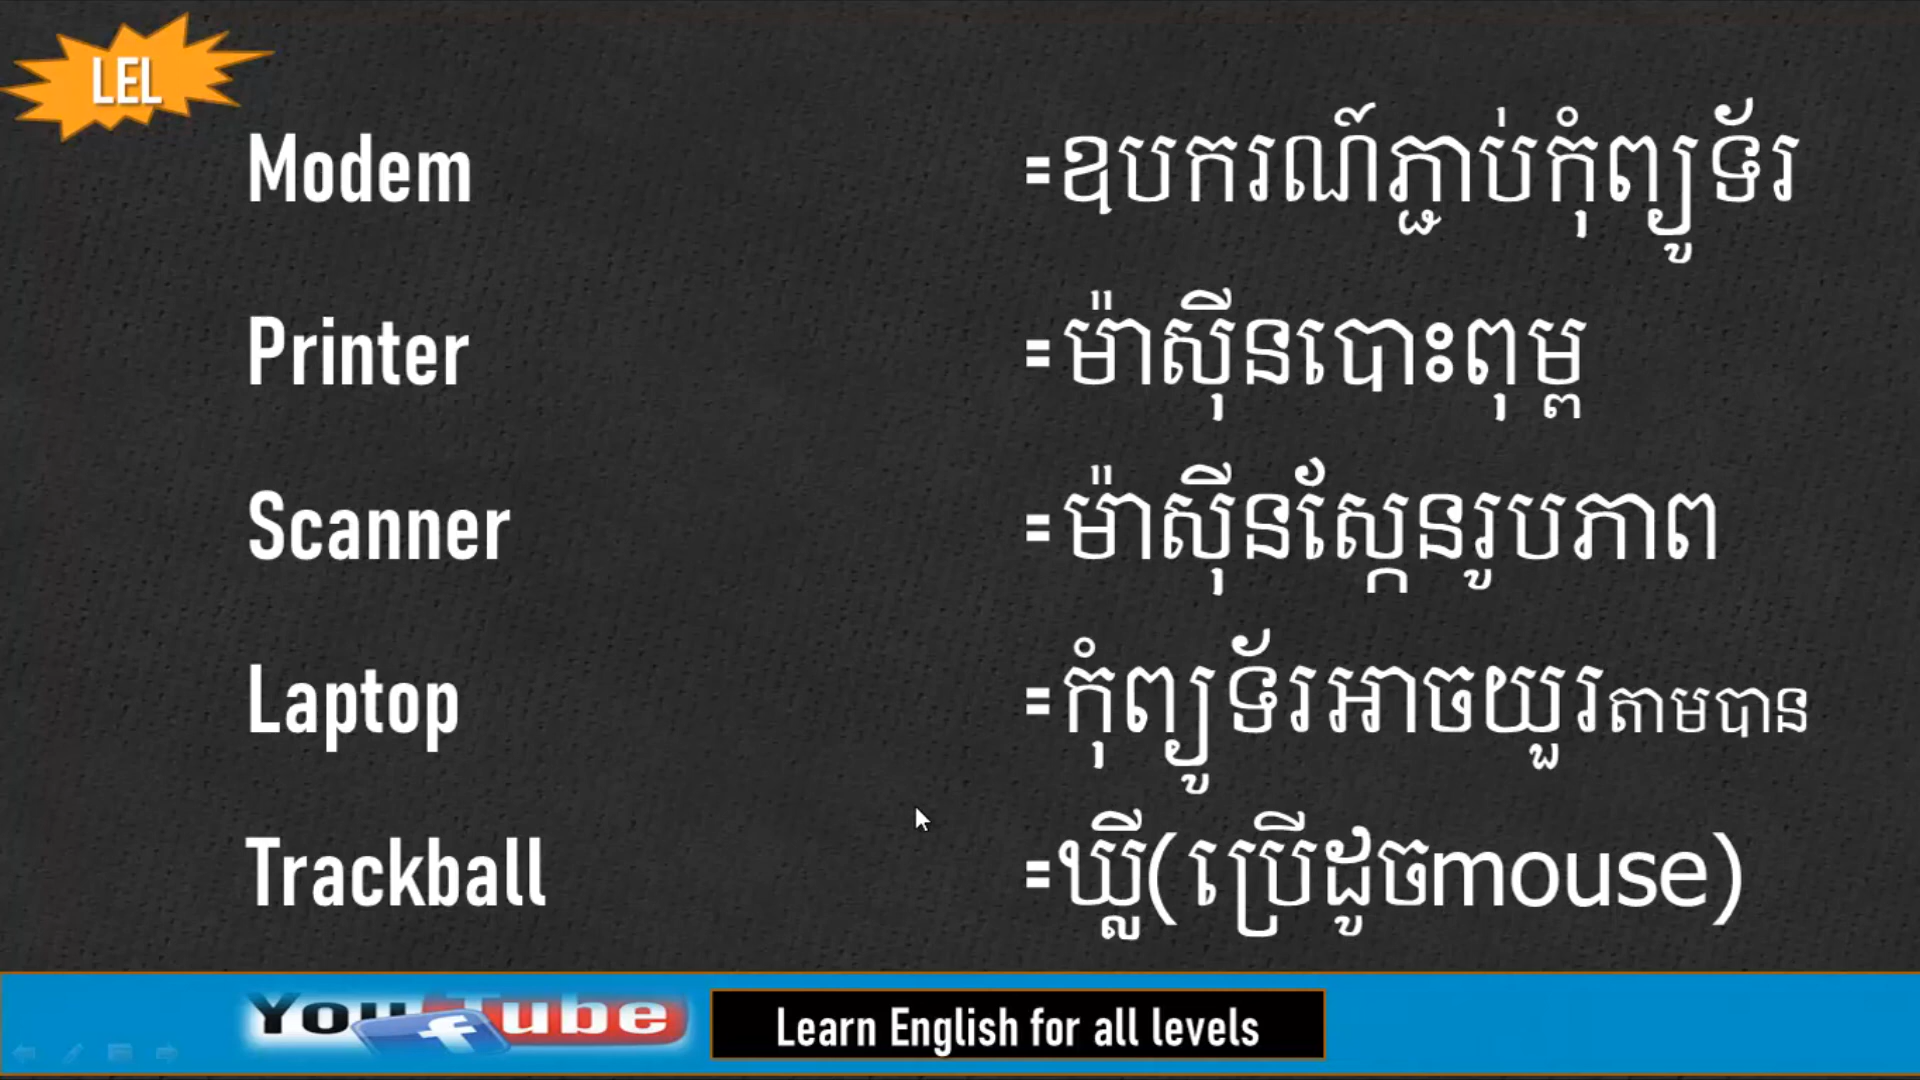 LEL
Modem =ឧបករណ៍ភ្ជាប់កុំព្យូទ័រ
Printer =ម៉ាស៊ីនបោះពុម្ព
Scanner =ម៉ាស៊ីនស្កែនរូបភាព
Laptop =កុំព្យូទ័រអាចយួរតាមបាន
Trackball =ឃ្លី(ប្រើដូចmouse)
YouTube f Learn English for all levels